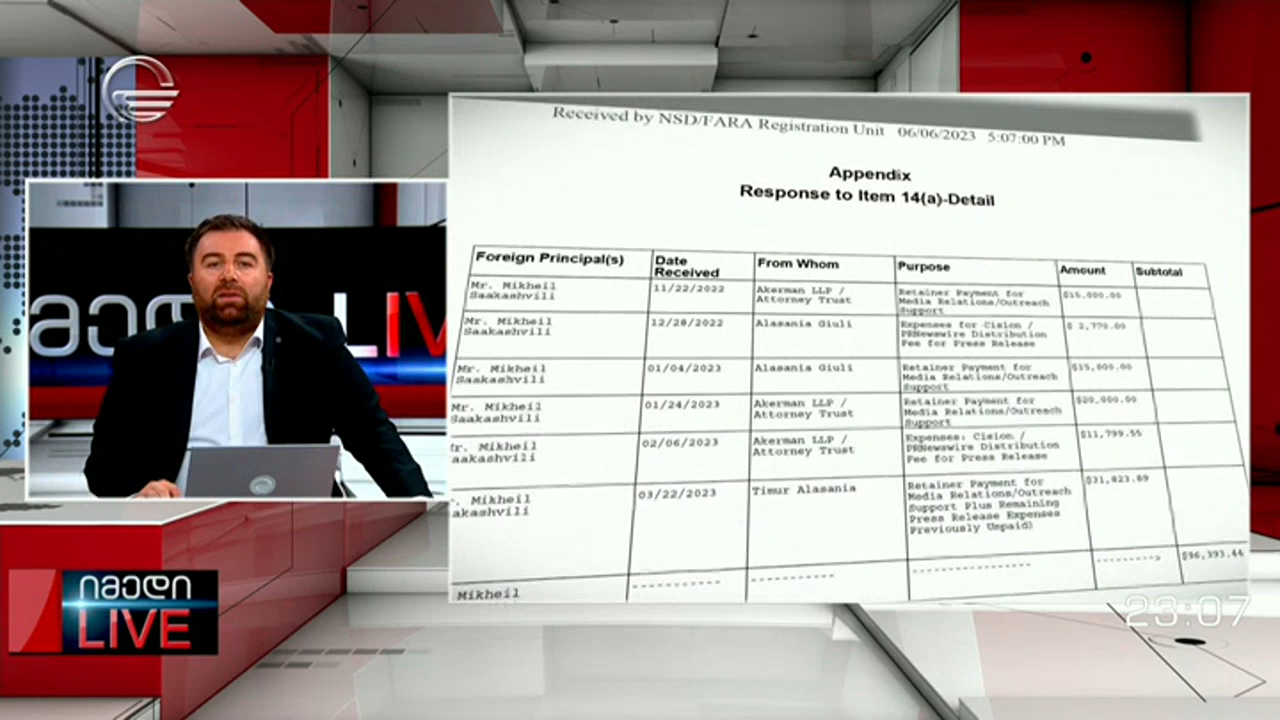 Received by NSD/FARA Registration Unit 06/06/2023 5:07:00 PM
Appendix
Response to Item 14(a)-Detail
Foreign Principal(s)
Date
Received
From Whom
Purpose
Amount
Subtotal
Mr. Mikheil
Saakashvili
11/22/2022
Akerman LLP /
Attorney Trust
Retainer Payment for
Media Relations/Outreach
Support
$15,000.00
Mr. Mikheil
Saakashvili
12/28/2022
Alasania Giuli
Expenses for Cision /
PRNewswire Distribution
Fee for Press Release
$ 2,770.00
Mr. Mikheil
Saakashvili
01/04/2023
Alasania Giuli
Retainer Payment for
Media Relations/Outreach
Support
$15,000.00
Mr. Mikheil
Saakashvili
01/24/2023
Akerman LLP /
Attorney Trust
Retainer Payment for
Media Relations/Outreach
Support
$20,000.00
r. Mikheil
aakashvili
02/06/2023
Akerman LLP /
Attorney Trust
Expenses: Cision /
PRNewswire Distribution
Fee for Press Release
$11,799.55
. Mikheil
akashvili
03/22/2023
Timur Alasania
Retainer Payment for
Media Relations/Outreach
Support Plus Remaining
Press Release Expenses
Previously Unpaid)
$31,823.89
Mikheil
-----------
-----------
----------------
-------->
$96,393.44
იმედი LIV
იმედი
LIVE
23:07